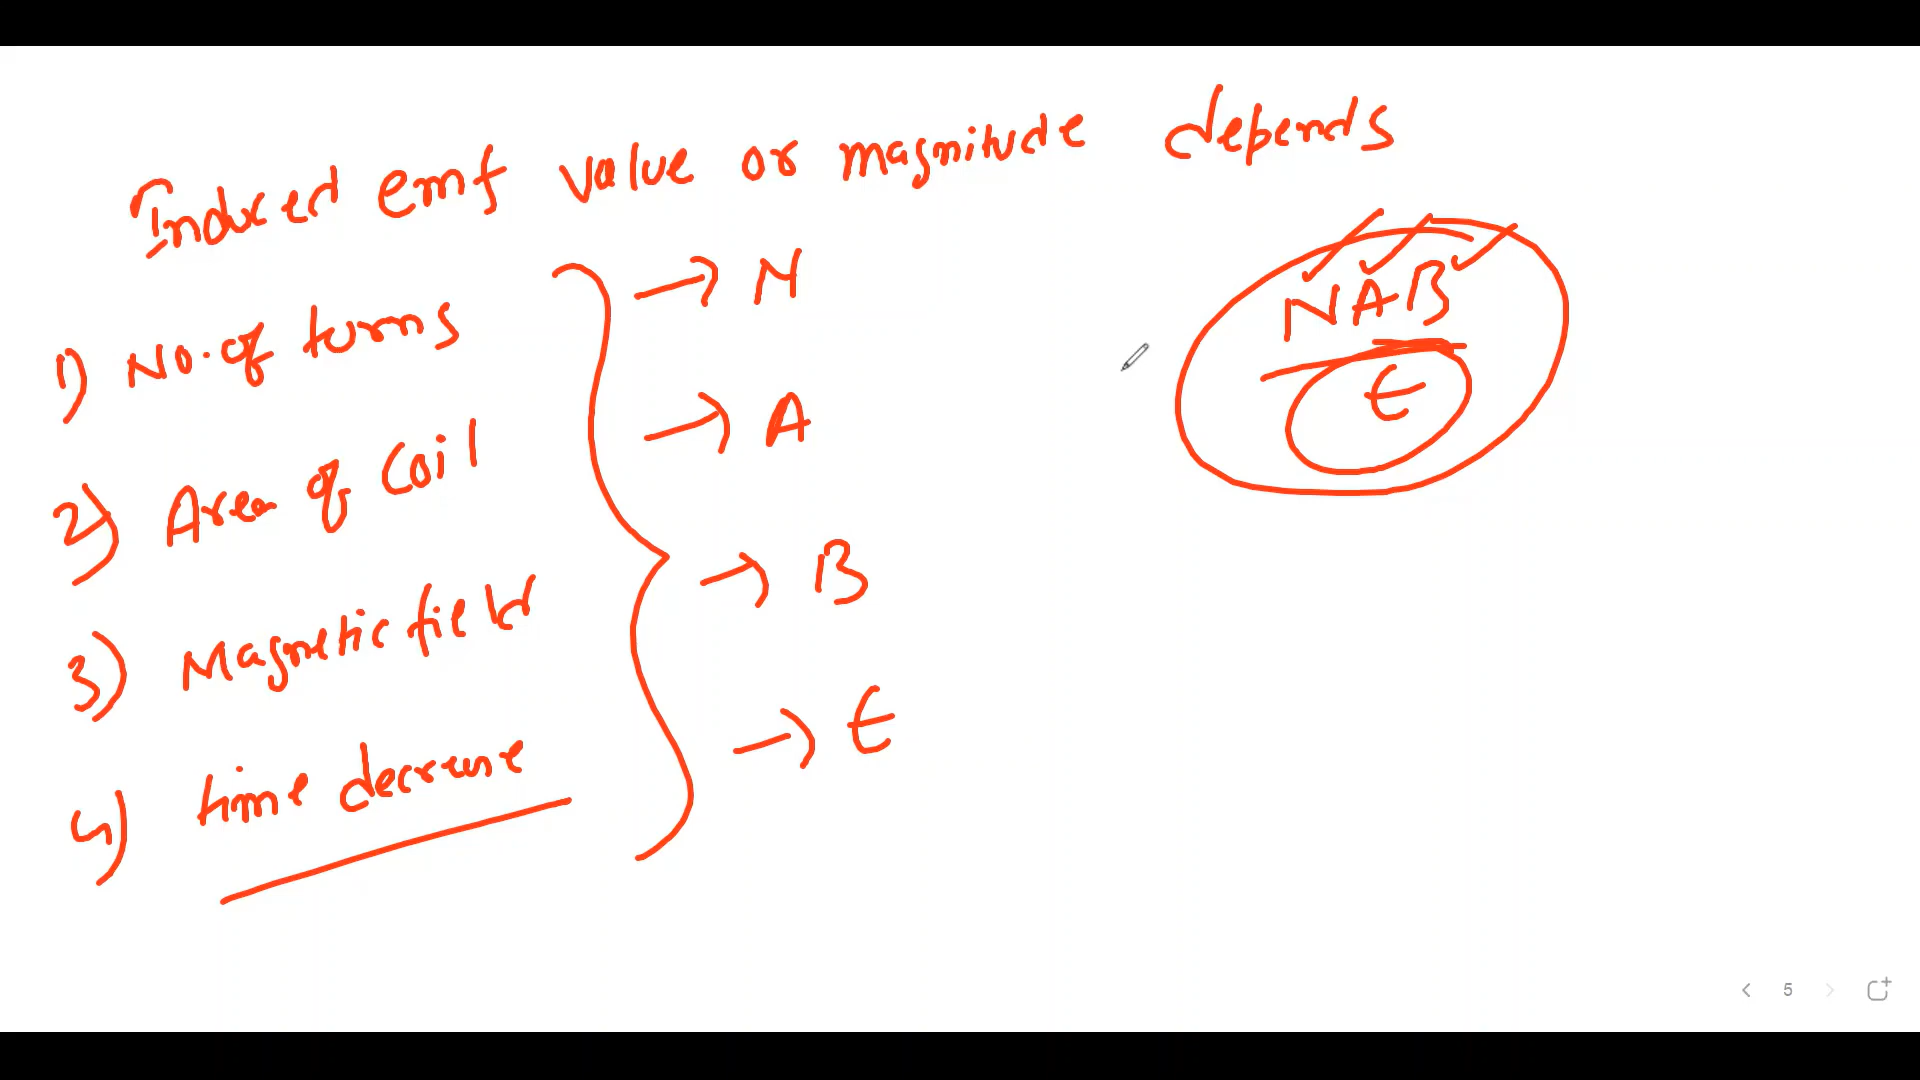 Induced emf value or magnitude depends
1) No. of turns → N
2) Area of Coil → A
3) Magnetic field → B
4) time decrease → t
NAB
t
5